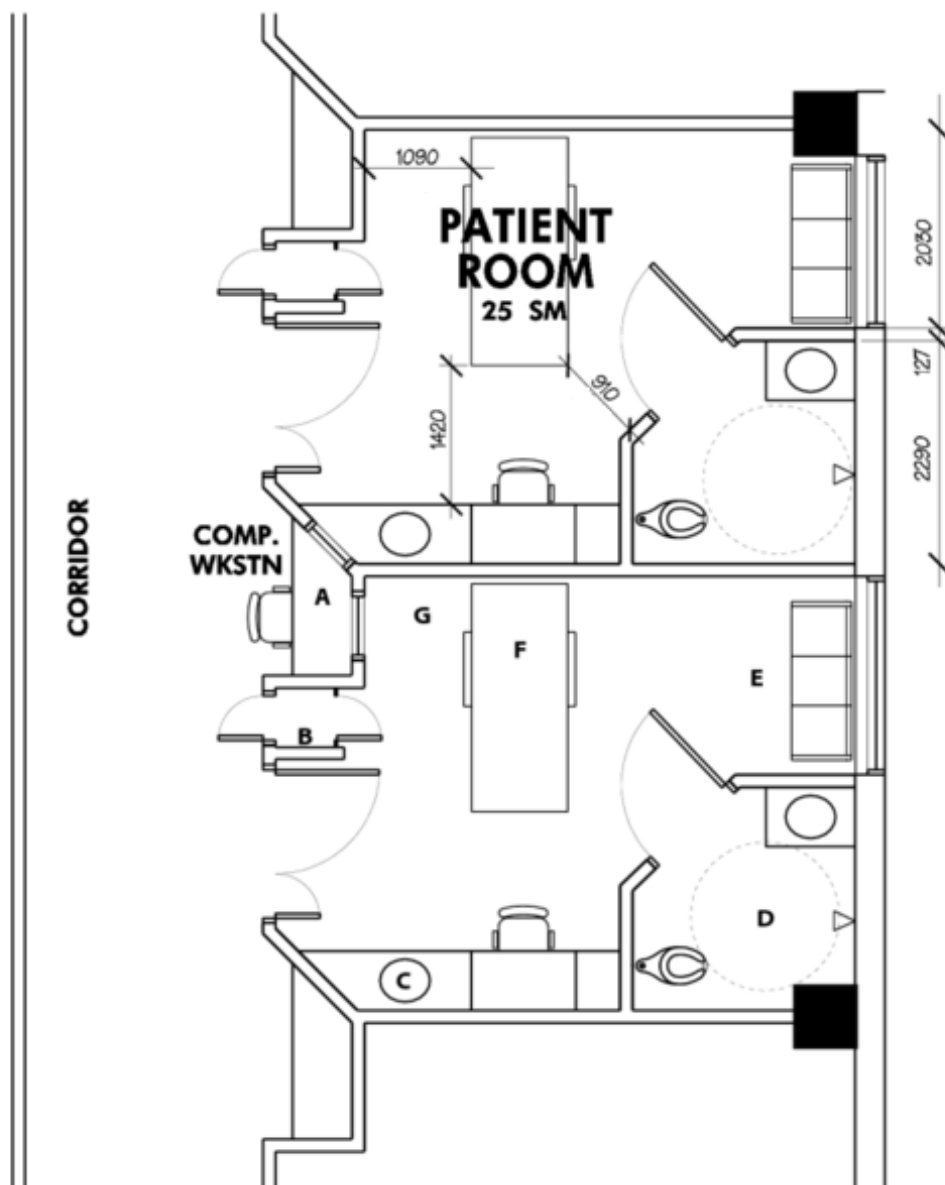 1090
PATIENT
ROOM
25 SM
2030
127
910
1420
2290
CORRIDOR
COMP.
WKSTN
A
G
F
E
B
D
C